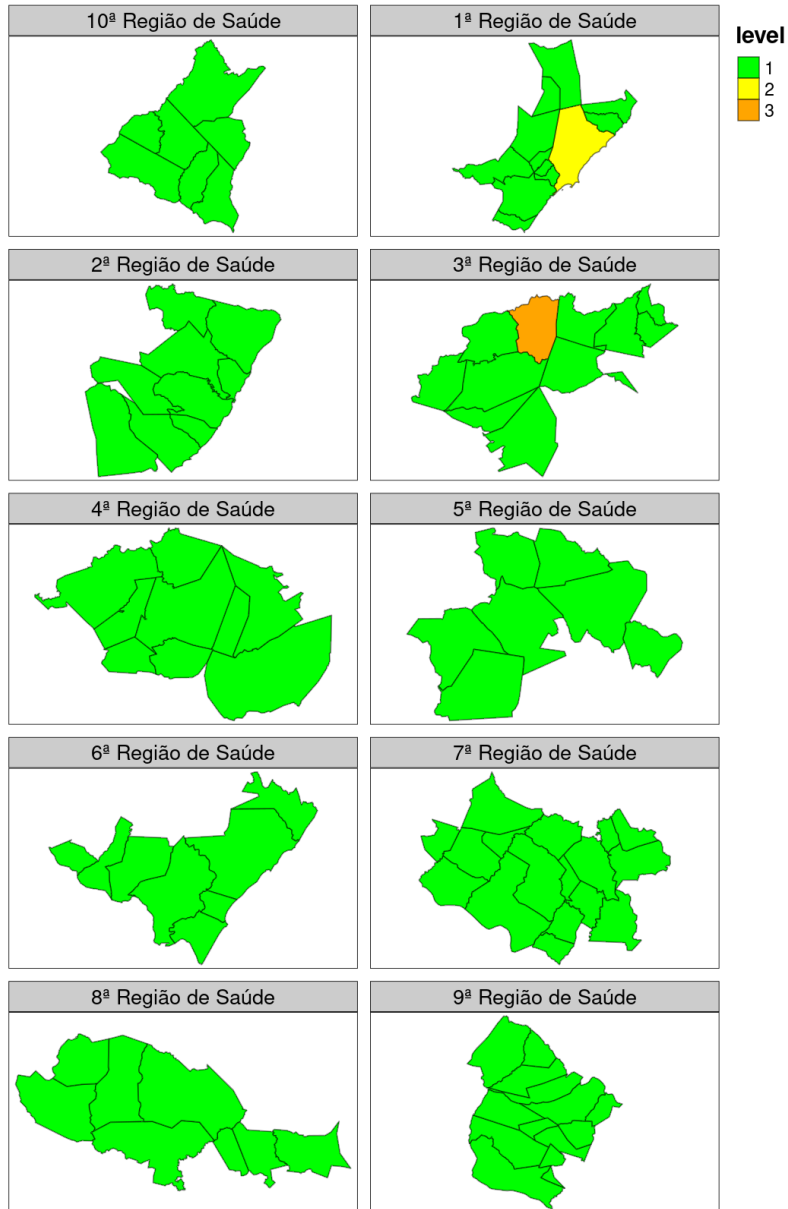 10ª Região de Saúde
1ª Região de Saúde
level
1
2
3
2ª Região de Saúde
3ª Região de Saúde
4ª Região de Saúde
5ª Região de Saúde
6ª Região de Saúde
7ª Região de Saúde
8ª Região de Saúde
9ª Região de Saúde